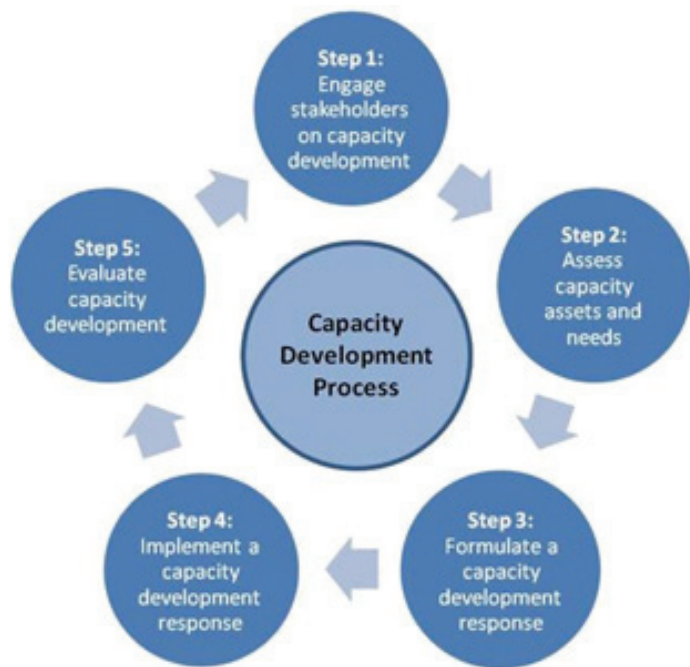 Step 1:
Engage
stakeholders
on capacity
development
Step 2:
Assess
capacity
assets and
needs
Step 3:
Formulate a
capacity
development
response
Step 4:
Implement a
capacity
development
response
Step 5:
Evaluate
capacity
development
Capacity
Development
Process